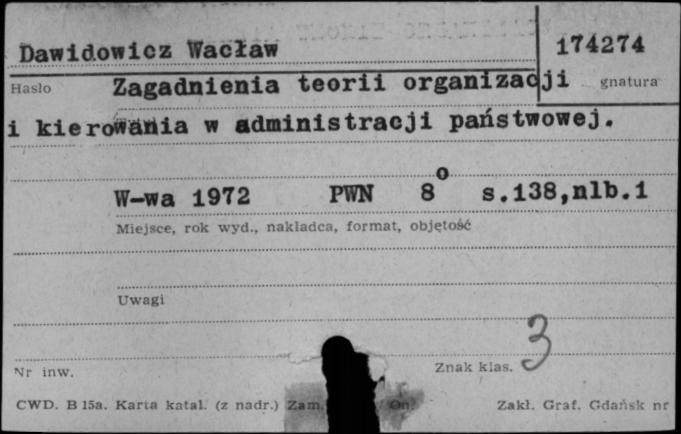 Dawidowicz Wacław 174274
Hasło Zagadnienia teorii organizacji gnatura
i kierowania w administracji państwowej.
W-wa 1972 PWN 8° s.138,nlb.1
Miejsce, rok wyd., nakładca, format, objętość
Uwagi
3
Nr inw. Znak klas.
CWD. B 15a. Karta katal. (z nadr.) Zam. Zakł. Graf. Gdańsk nr